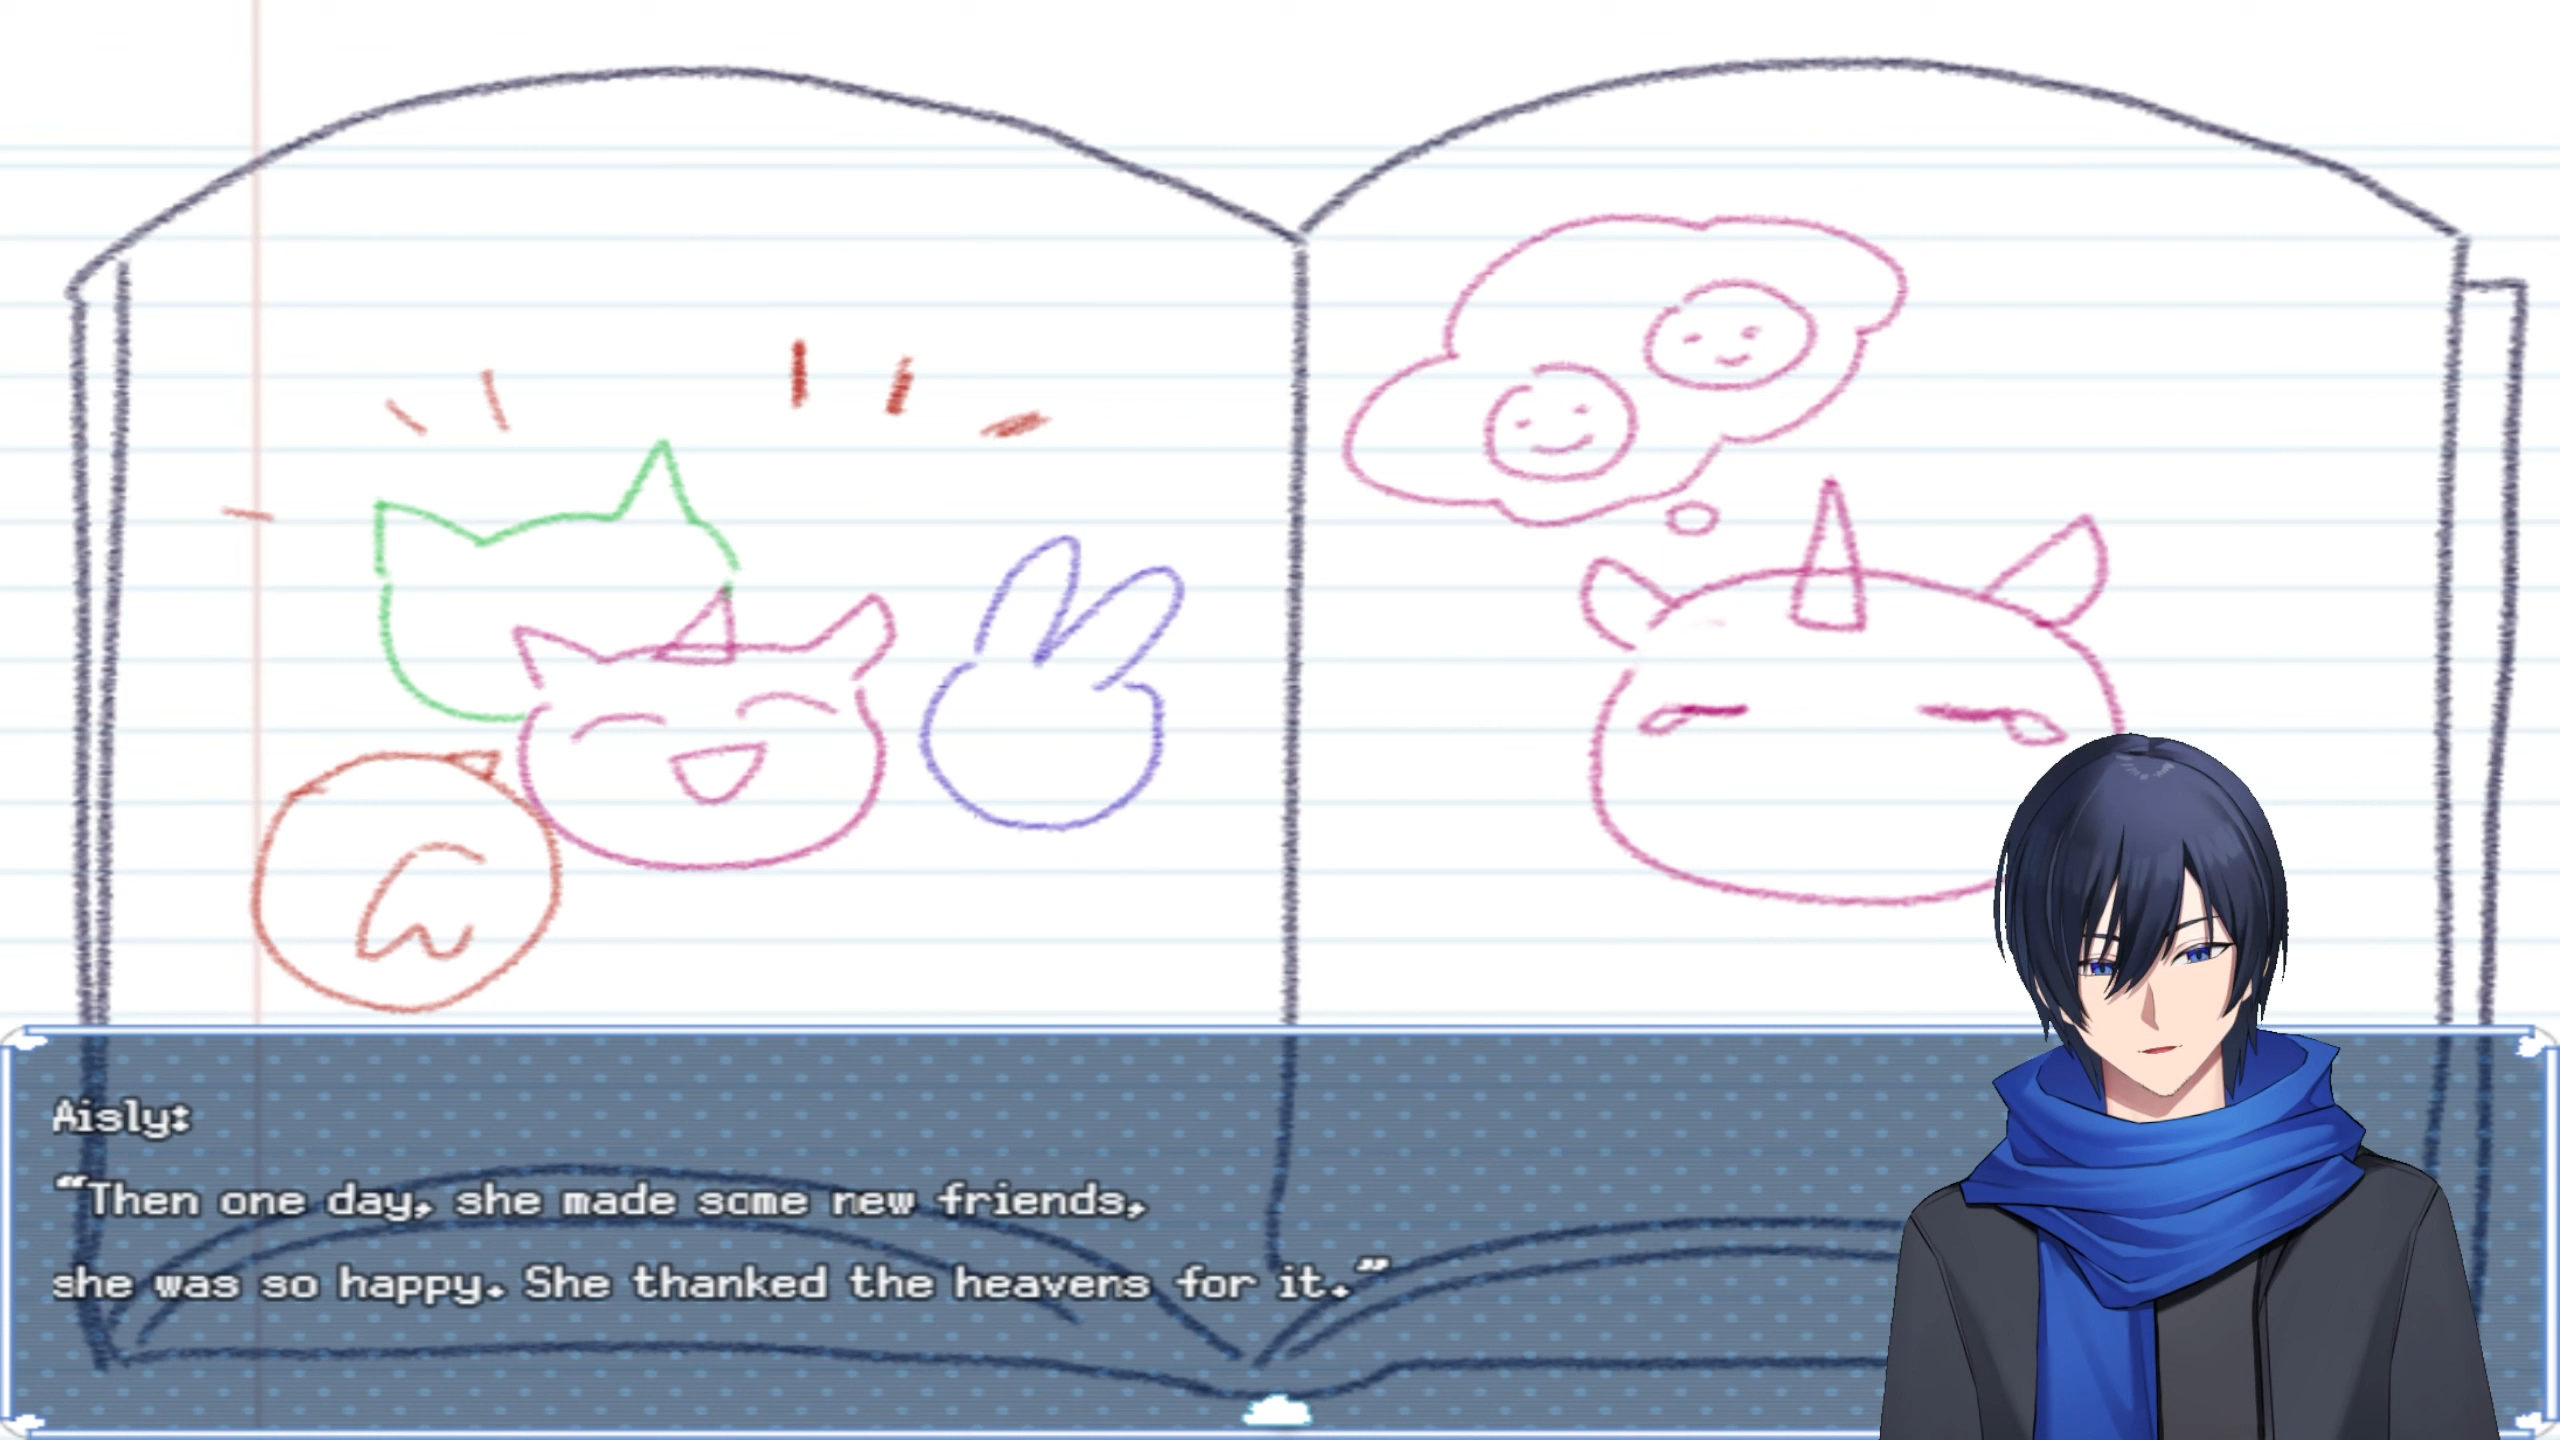 Aisly:
“Then one day, she made some new friends,
she was so happy. She thanked the heavens for it.”